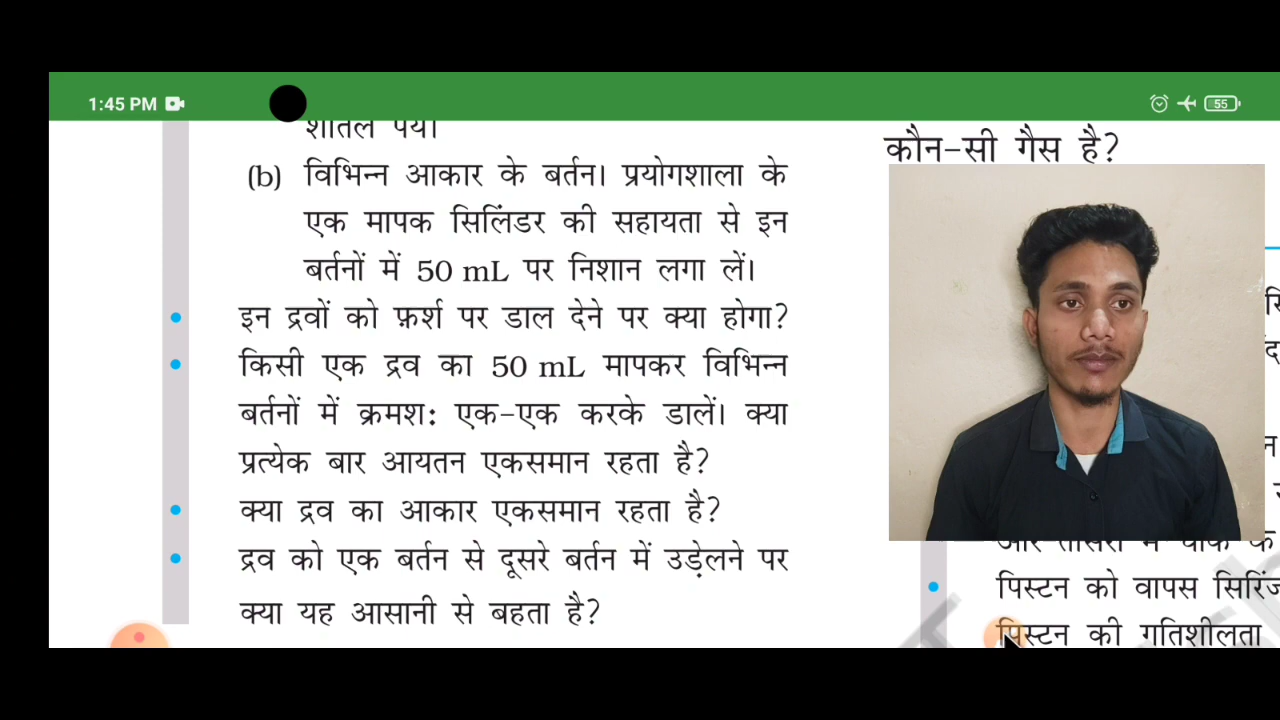 1:45 PM
55
शीतल पेय।
(b) विभिन्न आकार के बर्तन। प्रयोगशाला के
एक मापक सिलिंडर की सहायता से इन
बर्तनों में 50 mL पर निशान लगा लें।
इन द्रवों को फ़र्श पर डाल देने पर क्या होगा?
किसी एक द्रव का 50 mL मापकर विभिन्न
बर्तनों में क्रमशः एक-एक करके डालें। क्या
प्रत्येक बार आयतन एकसमान रहता है?
क्या द्रव का आकार एकसमान रहता है?
द्रव को एक बर्तन से दूसरे बर्तन में उड़ेलने पर
क्या यह आसानी से बहता है?
कौन-सी गैस है?
पिस्टन को वापस
पिस्टन की गतिशीलता